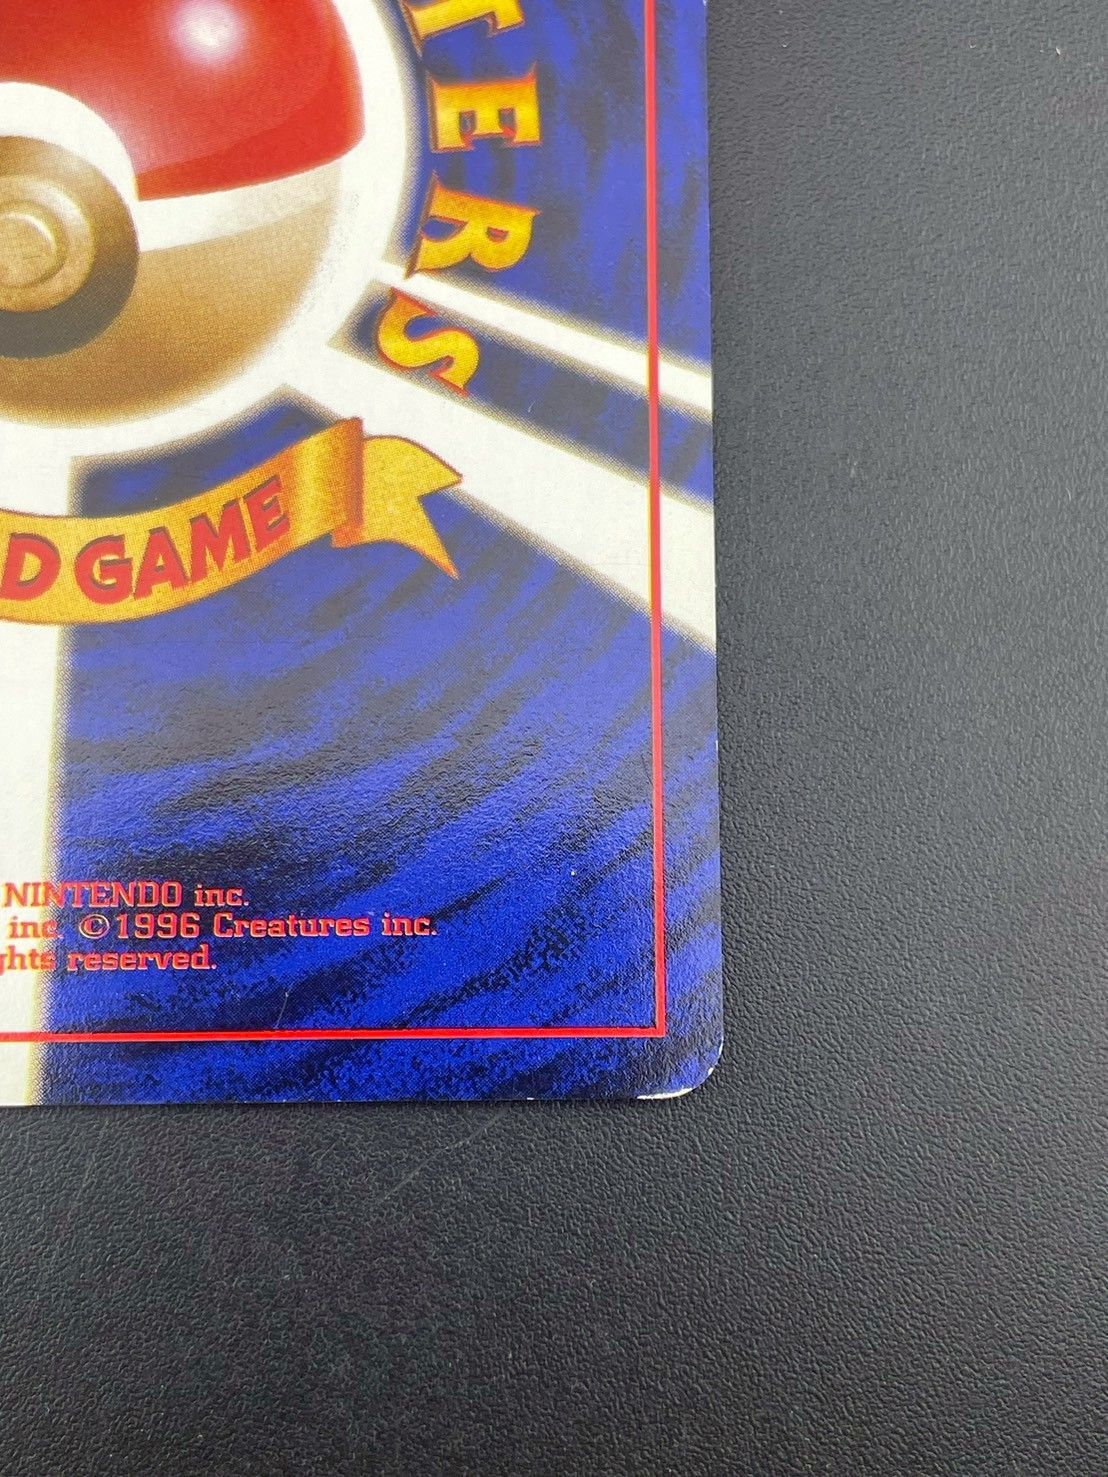 TERS
D GAME
NINTENDO inc.
inc. ©1996 Creatures inc.
ghts reserved.